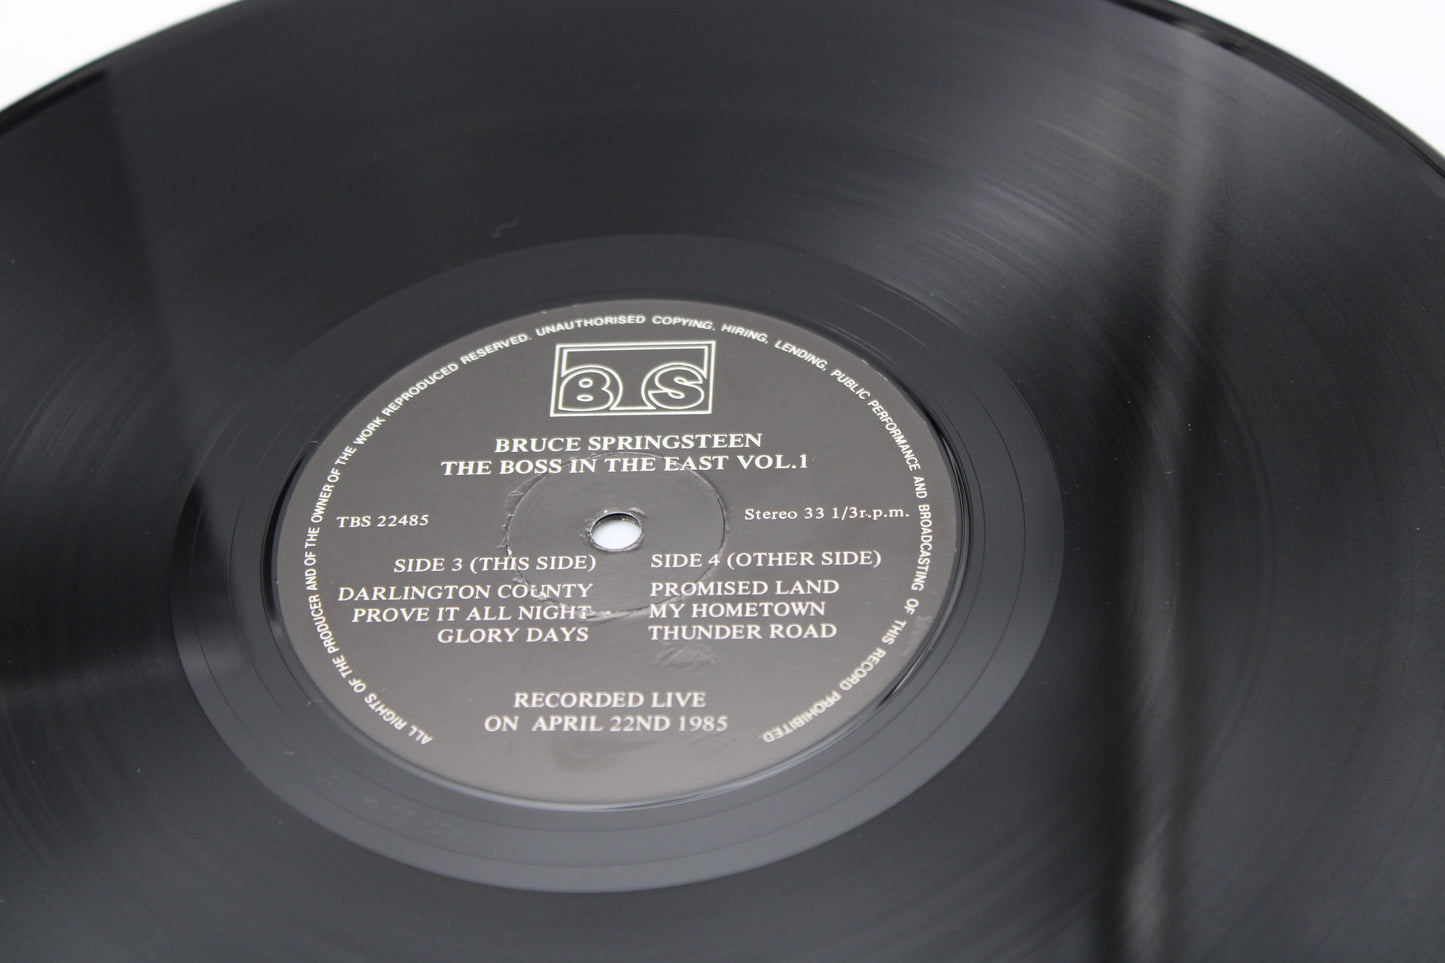 ALL RIGHTS OF THE PRODUCER AND OF THE OWNER OF THE WORK REPRODUCED RESERVED. UNAUTHORISED COPYING, HIRING, LENDING, PUBLIC PERFORMANCE AND BROADCASTING OF THIS RECORD PROHIBITED.
BS
BRUCE SPRINGSTEEN
THE BOSS IN THE EAST VOL.1
TBS 22485
Stereo 33 1/3r.p.m.
SIDE 3 (THIS SIDE)
DARLINGTON COUNTY
PROVE IT ALL NIGHT
GLORY DAYS
SIDE 4 (OTHER SIDE)
PROMISED LAND
MY HOMETOWN
THUNDER ROAD
RECORDED LIVE
ON APRIL 22ND 1985